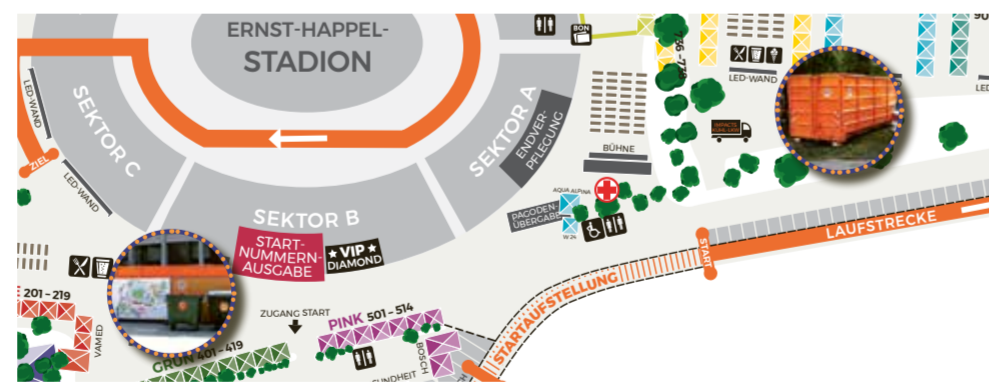 ERNST-HAPPEL-
STADION
BON
LED-WAND
SEKTOR C
ZIEL
LED-WAND
SEKTOR A
ENDVER-
PFLEGUNG
BÜHNE
LED-WAND
SEKTOR B
START-
NUMMERN-
AUSGABE
VIP
DIAMOND
AQUA ALPINA
PAGODEN-
ÜBERGABE
START
LAUFSTRECKE
STARTAUFSTELLUNG
201–219
VAMED
ZUGANG START
PINK 501–514
GRÜN 401–419
BOSCH